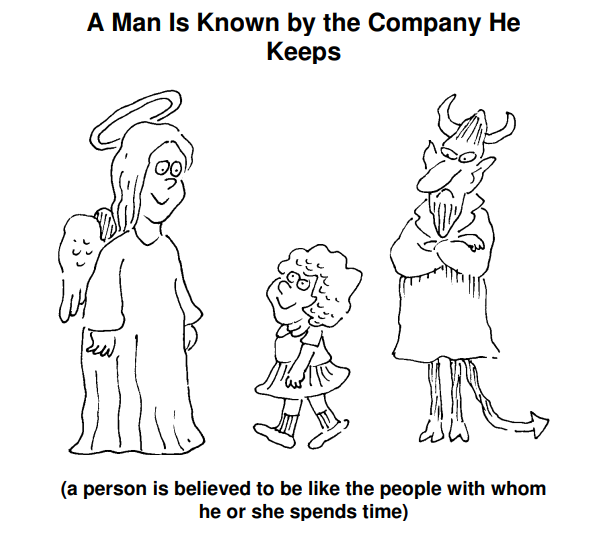 A Man Is Known by the Company He
Keeps
(a person is believed to be like the people with whom
he or she spends time)